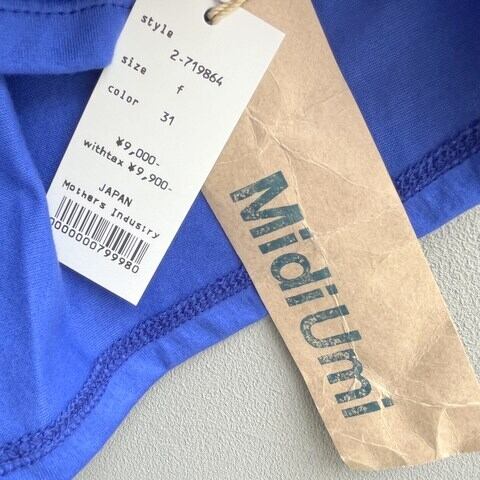 style
2-719864
size
f
color
31
¥9,000-
withtax ¥9,900-
JAPAN
Mothers Industry
0000000799980
MidiUmi